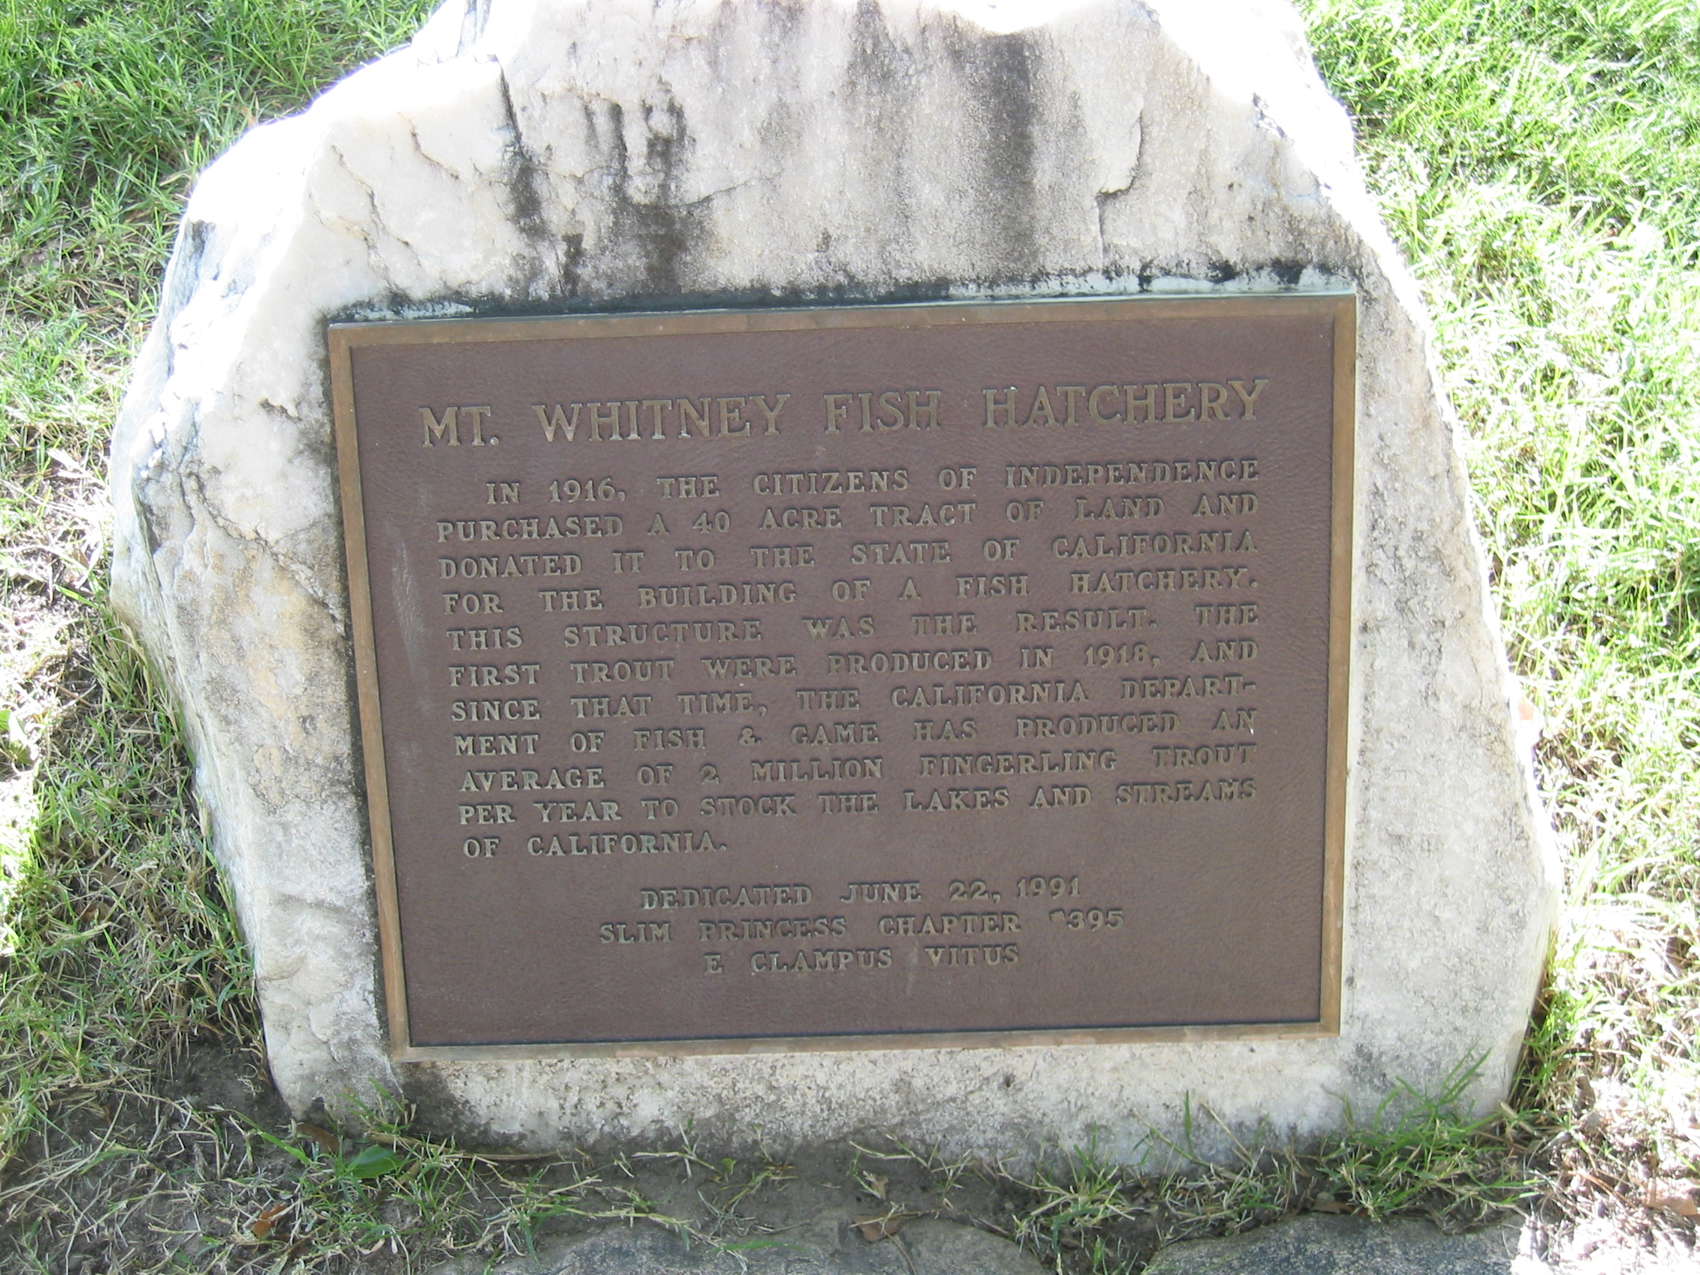 MT. WHITNEY FISH HATCHERY
IN 1916, THE CITIZENS OF INDEPENDENCE
PURCHASED A 40 ACRE TRACT OF LAND AND
DONATED IT TO THE STATE OF CALIFORNIA
FOR THE BUILDING OF A FISH HATCHERY.
THIS STRUCTURE WAS THE RESULT. THE
FIRST TROUT WERE PRODUCED IN 1918, AND
SINCE THAT TIME, THE CALIFORNIA DEPART-
MENT OF FISH & GAME HAS PRODUCED AN
AVERAGE OF 2 MILLION FINGERLING TROUT
PER YEAR TO STOCK THE LAKES AND STREAMS
OF CALIFORNIA.
DEDICATED JUNE 22, 1991
SLIM PRINCESS CHAPTER #395
E CLAMPUS VITUS